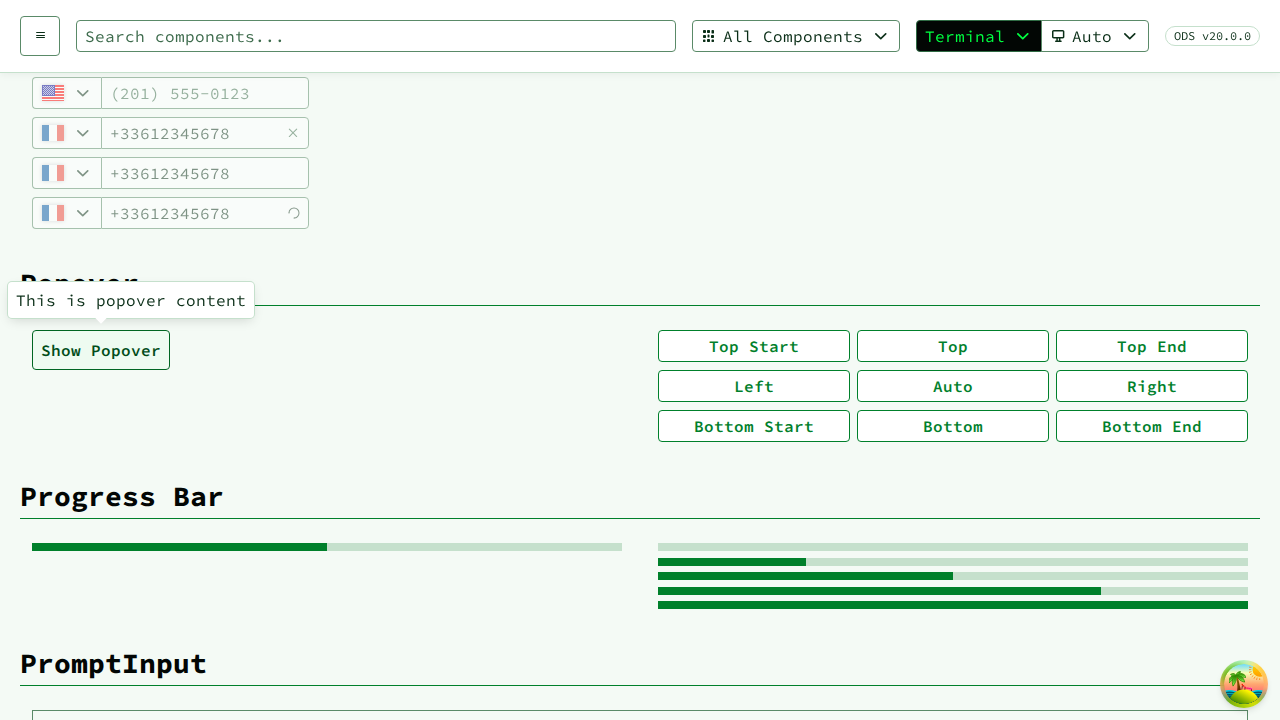 Search components...
All Components
Terminal
Auto
ODS v20.0.0
(201) 555-0123
+33612345678
+33612345678
+33612345678
Popover
This is popover content
Show Popover
Top Start
Top
Top End
Left
Auto
Right
Bottom Start
Bottom
Bottom End
Progress Bar
PromptInput